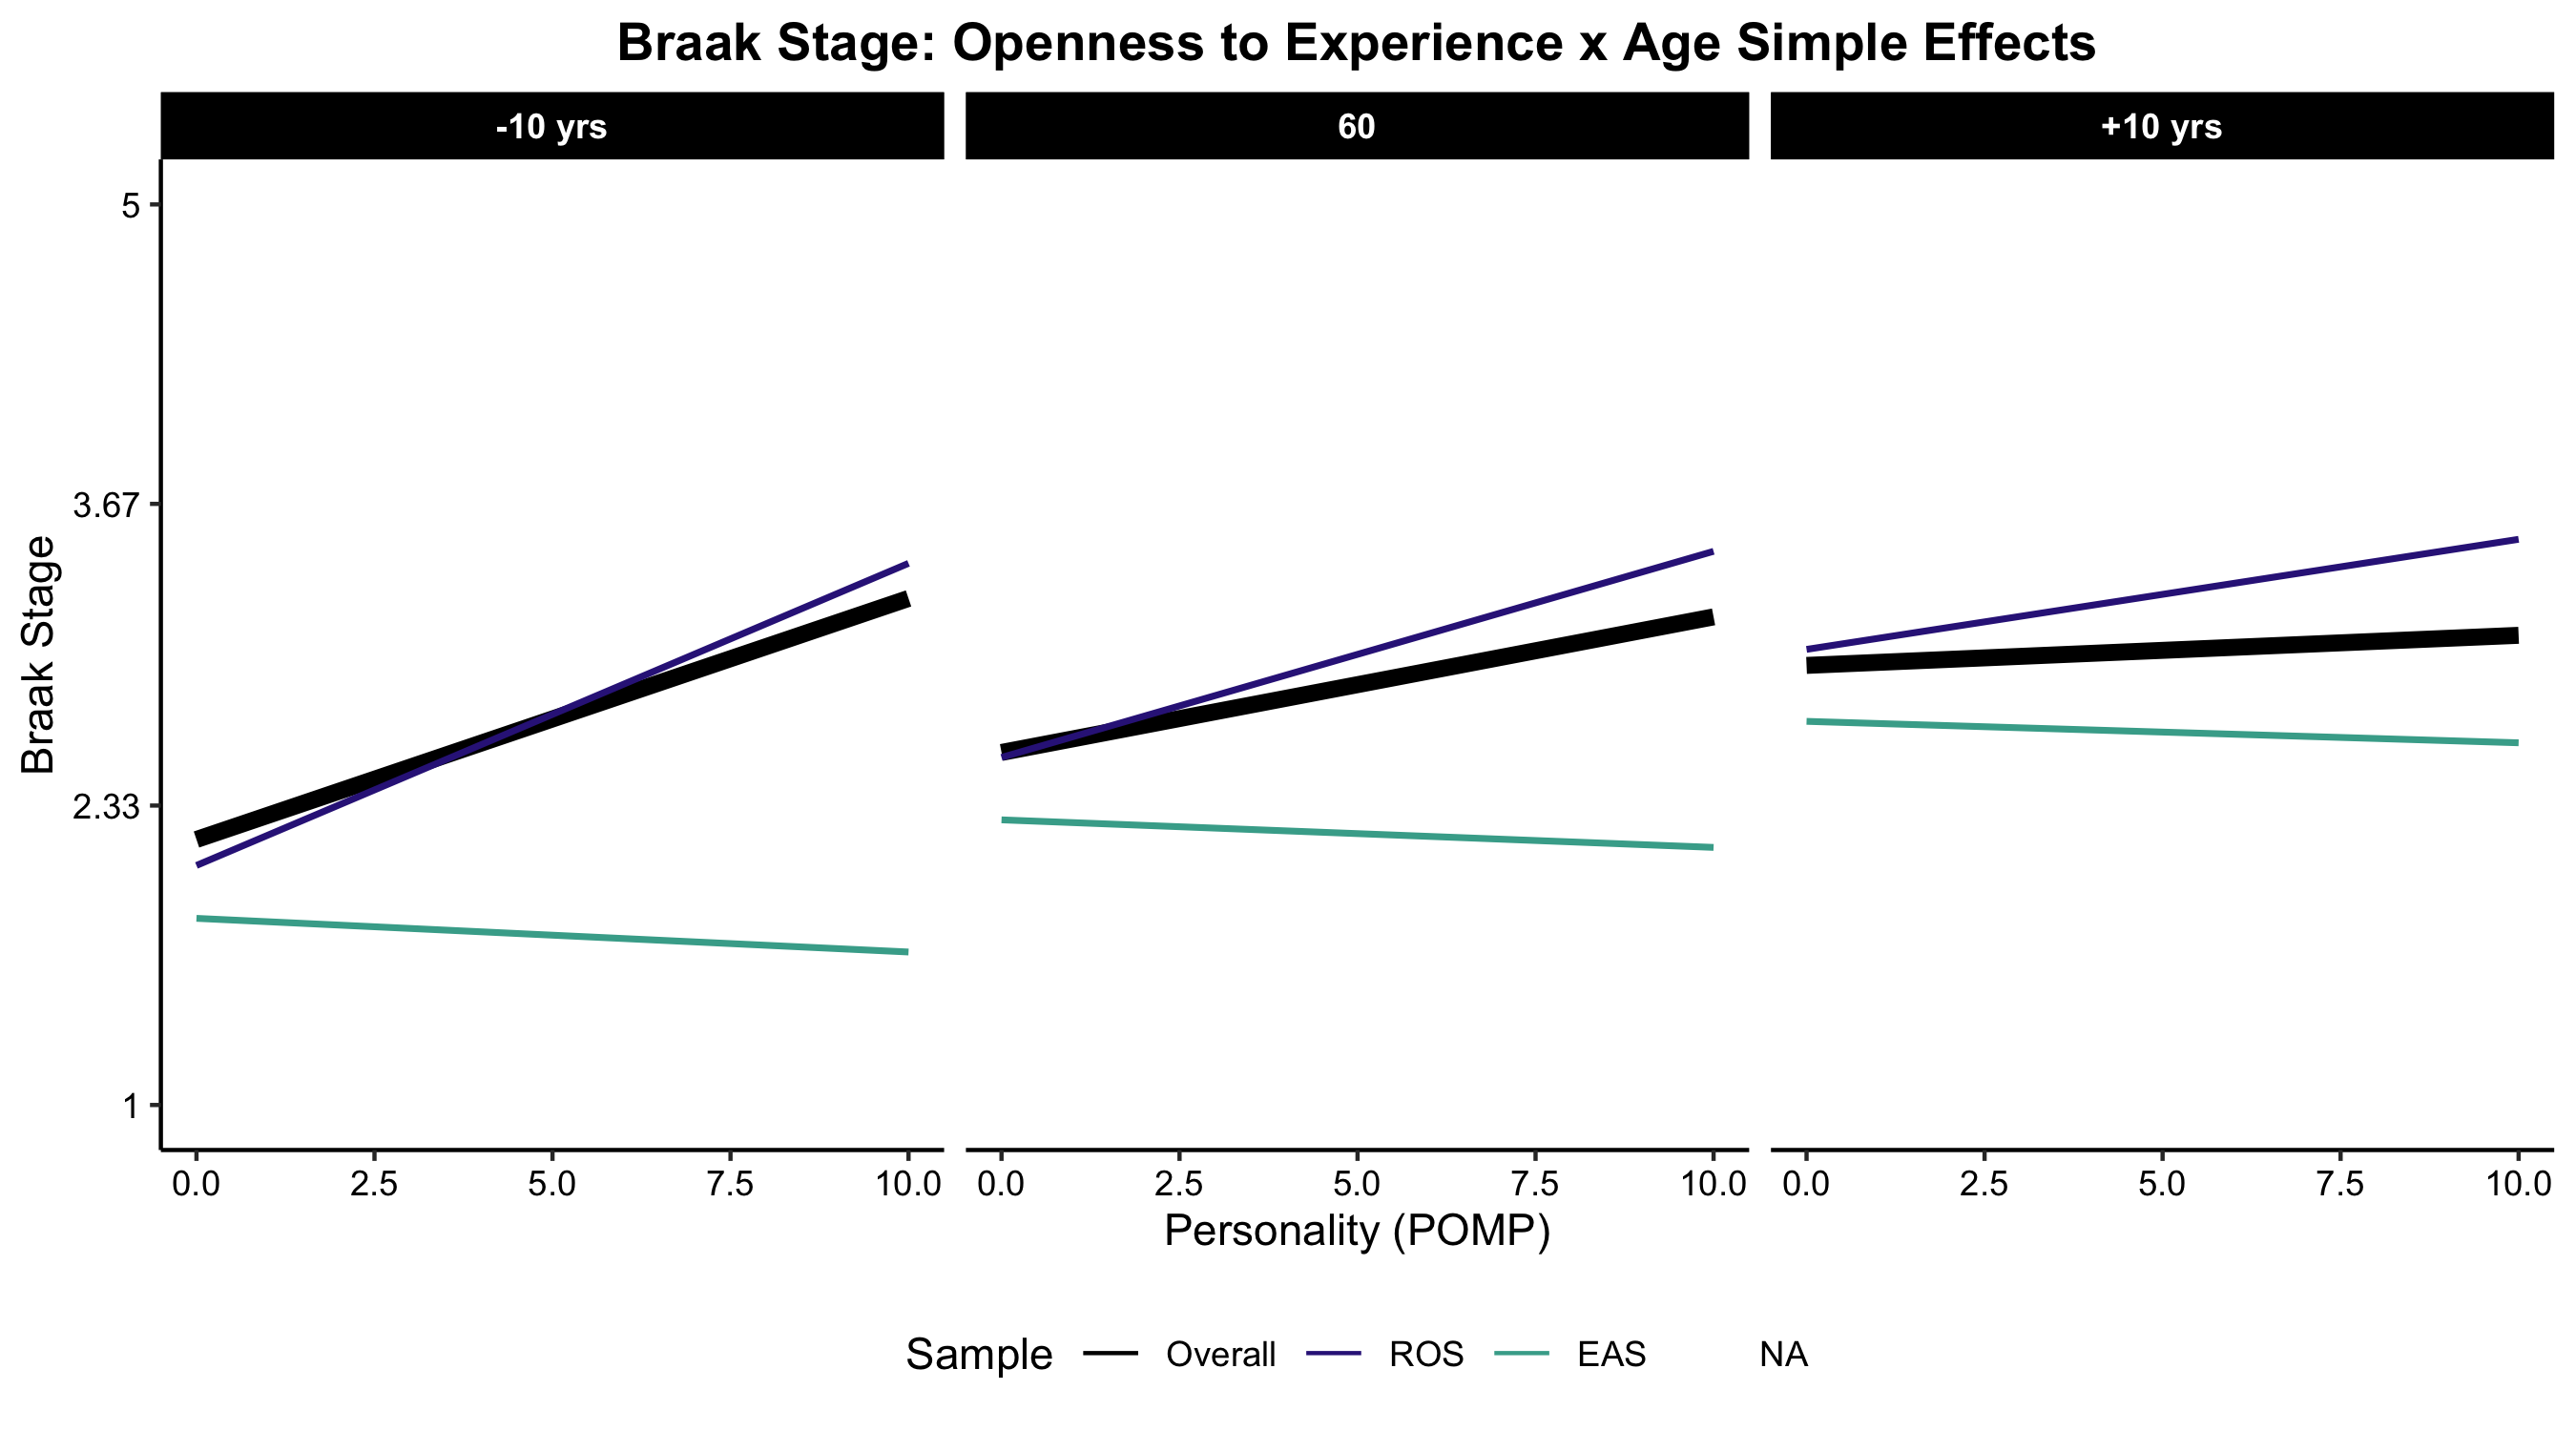 Braak Stage: Openness to Experience x Age Simple Effects
-10 yrs
60
+10 yrs
Braak Stage
5
3.67
2.33
1
0.0 2.5 5.0 7.5 10.0
0.0 2.5 5.0 7.5 10.0
0.0 2.5 5.0 7.5 10.0
Personality (POMP)
Sample Overall ROS EAS NA